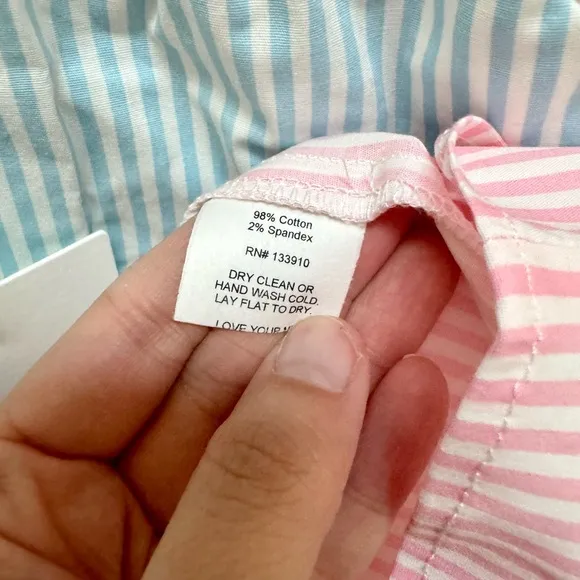 98% Cotton
2% Spandex
RN# 133910
DRY CLEAN OR
HAND WASH COLD.
LAY FLAT TO DRY.
LOVE YOUR